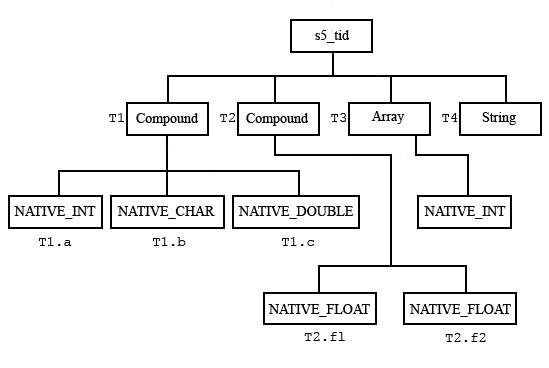 s5_tid
T1 Compound T2 Compound T3 Array T4 String
NATIVE_INT NATIVE_CHAR NATIVE_DOUBLE NATIVE_INT
T1.a T1.b T1.c
NATIVE_FLOAT NATIVE_FLOAT
T2.f1 T2.f2